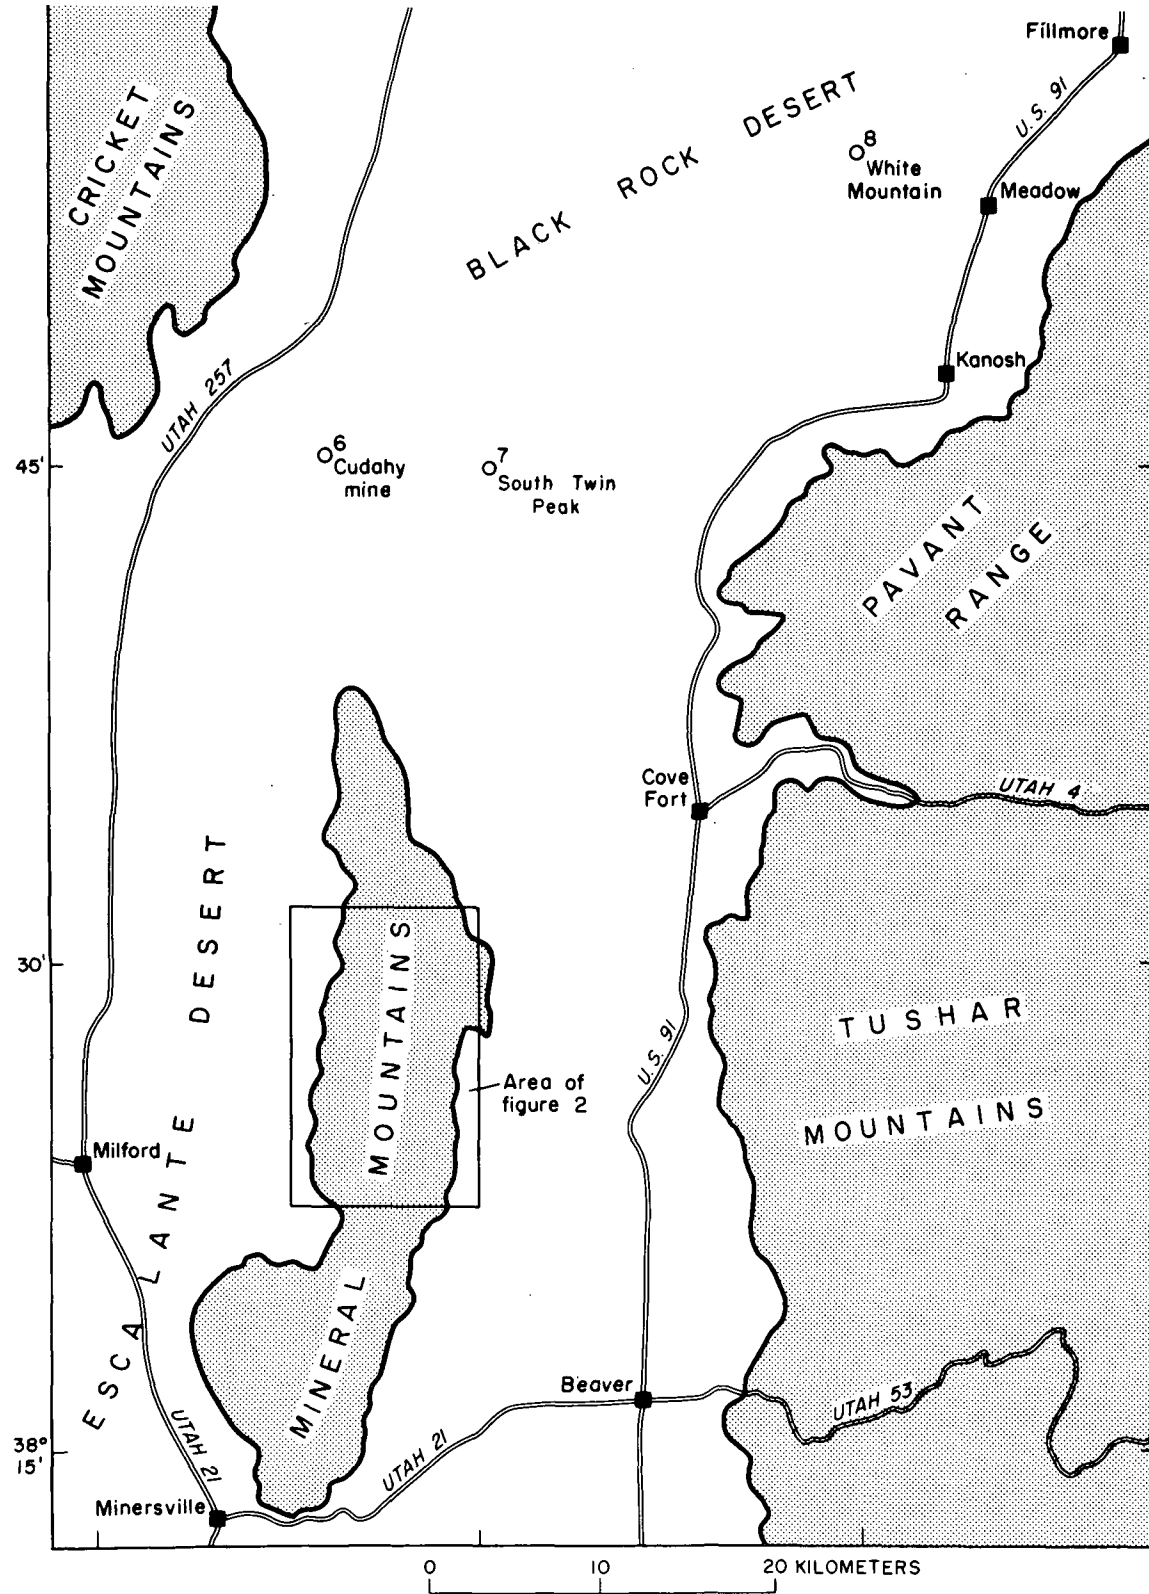 Fillmore
U.S. 91
CRICKET
MOUNTAINS
BLACK ROCK DESERT
8
White
Mountain
Meadow
Kanosh
UTAH 257
6
Cudahy
mine
7
South Twin
Peak
45'
PAVANT
RANGE
Cove
Fort
UTAH 4
30'
ESCALANTE DESERT
MINERAL MOUNTAINS
TUSHAR
MOUNTAINS
U.S. 91
Area of
figure 2
Milford
Beaver
UTAH 53
UTAH 21
UTAH 21
38°
15'
Minersville
0 10 20 KILOMETERS